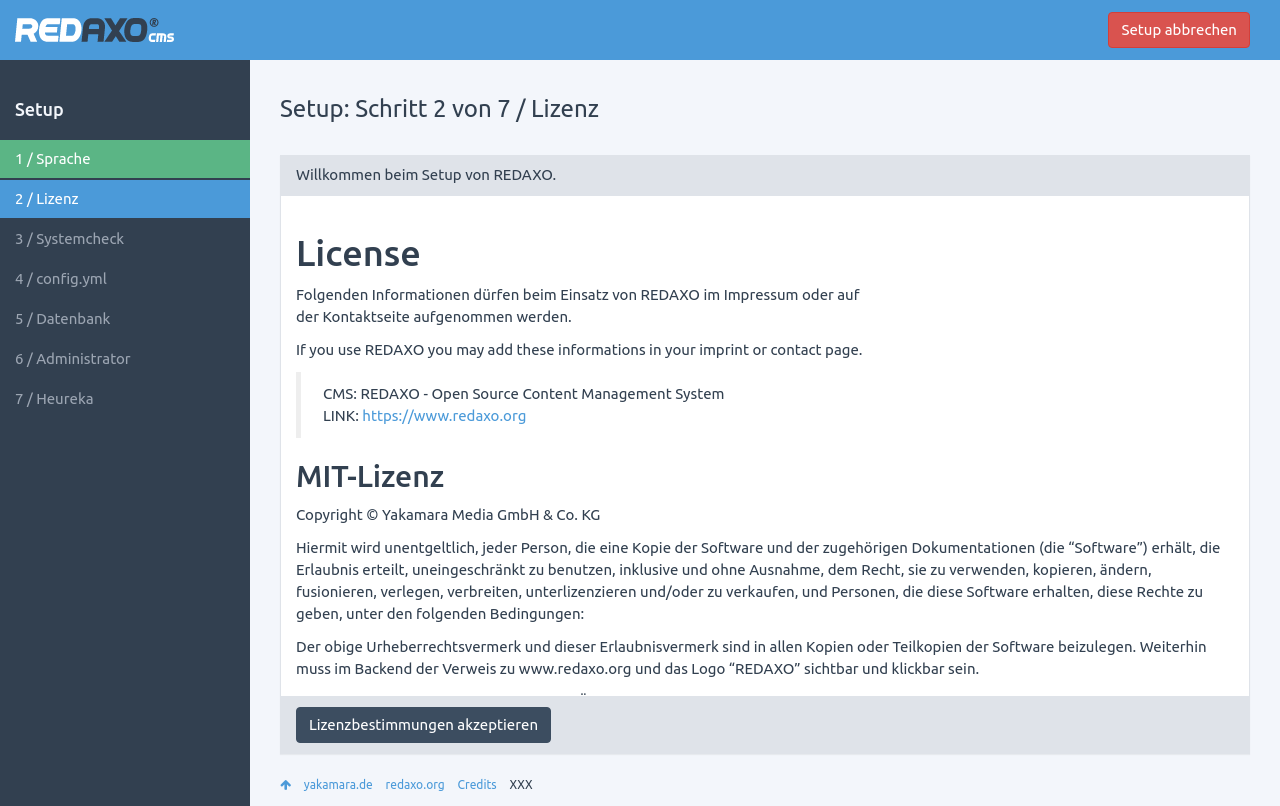 REDAXO® cms
Setup abbrechen
Setup
1 / Sprache
2 / Lizenz
3 / Systemcheck
4 / config.yml
5 / Datenbank
6 / Administrator
7 / Heureka
Setup: Schritt 2 von 7 / Lizenz
Willkommen beim Setup von REDAXO.
License
Folgenden Informationen dürfen beim Einsatz von REDAXO im Impressum oder auf
der Kontaktseite aufgenommen werden.
If you use REDAXO you may add these informations in your imprint or contact page.
CMS: REDAXO - Open Source Content Management System
LINK: https://www.redaxo.org
MIT-Lizenz
Copyright © Yakamara Media GmbH & Co. KG
Hiermit wird unentgeltlich, jeder Person, die eine Kopie der Software und der zugehörigen Dokumentationen (die “Software”) erhält, die
Erlaubnis erteilt, uneingeschränkt zu benutzen, inklusive und ohne Ausnahme, dem Recht, sie zu verwenden, kopieren, ändern,
fusionieren, verlegen, verbreiten, unterlizenzieren und/oder zu verkaufen, und Personen, die diese Software erhalten, diese Rechte zu
geben, unter den folgenden Bedingungen:
Der obige Urheberrechtsvermerk und dieser Erlaubnisvermerk sind in allen Kopien oder Teilkopien der Software beizulegen. Weiterhin
muss im Backend der Verweis zu www.redaxo.org und das Logo “REDAXO” sichtbar und klickbar sein.
Lizenzbestimmungen akzeptieren
yakamara.de redaxo.org Credits XXX